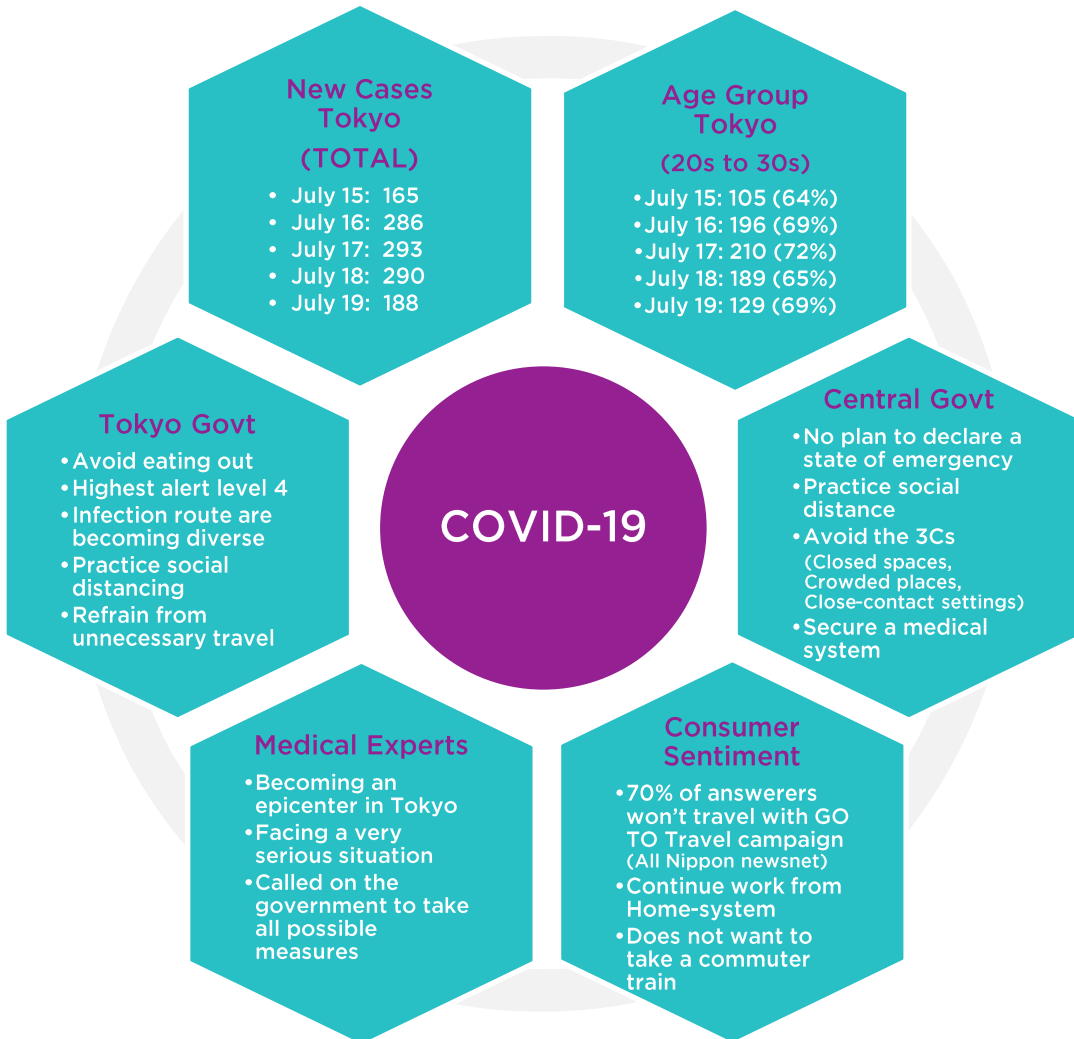 New Cases
Tokyo
(TOTAL)
• July 15: 165
• July 16: 286
• July 17: 293
• July 18: 290
• July 19: 188
Age Group
Tokyo
(20s to 30s)
•July 15: 105 (64%)
•July 16: 196 (69%)
•July 17: 210 (72%)
•July 18: 189 (65%)
•July 19: 129 (69%)
Tokyo Govt
•Avoid eating out
•Highest alert level 4
•Infection route are
becoming diverse
•Practice social
distancing
•Refrain from
unnecessary travel
COVID-19
Central Govt
•No plan to declare a
state of emergency
•Practice social
distance
•Avoid the 3Cs
(Closed spaces,
Crowded places,
Close-contact settings)
•Secure a medical
system
Medical Experts
•Becoming an
epicenter in Tokyo
•Facing a very
serious situation
•Called on the
government to take
all possible
measures
Consumer
Sentiment
•70% of answerers
won't travel with GO
TO Travel campaign
(All Nippon newsnet)
•Continue work from
Home-system
•Does not want to
take a commuter
train